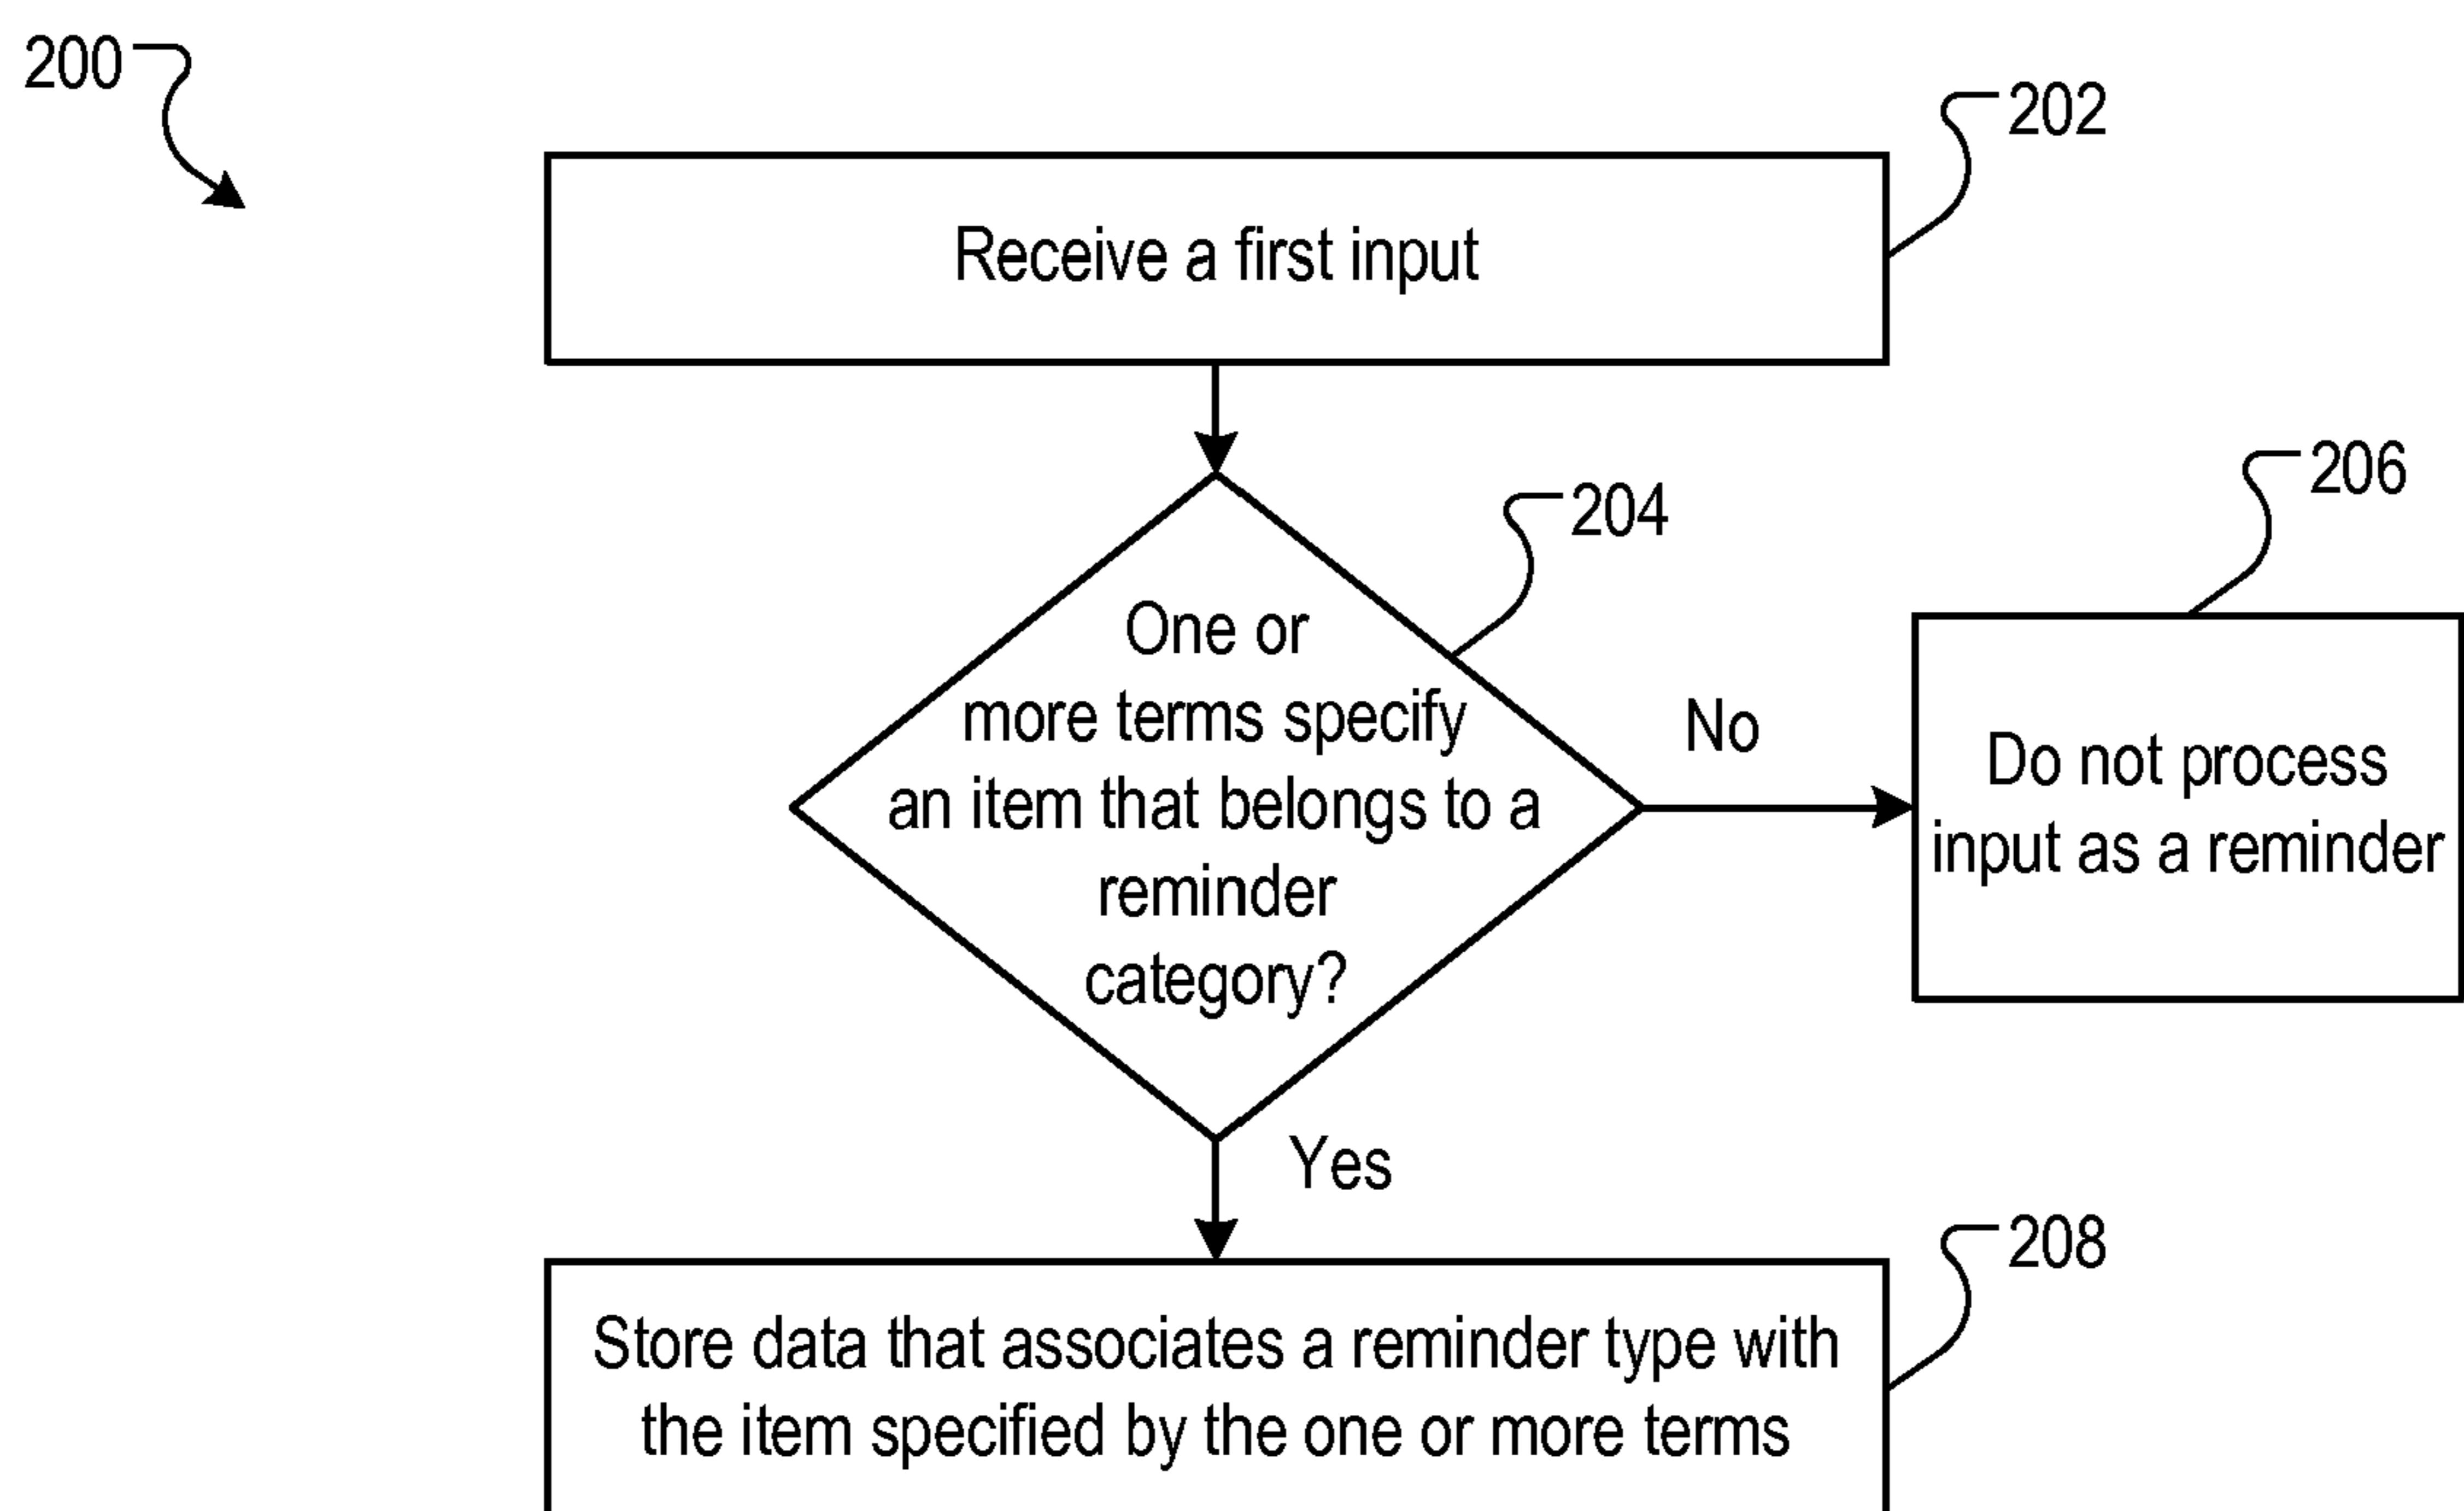 200
202
Receive a first input
204
206
One or
more terms specify
an item that belongs to a
reminder
category?
No
Do not process
input as a reminder
Yes
208
Store data that associates a reminder type with
the item specified by the one or more terms